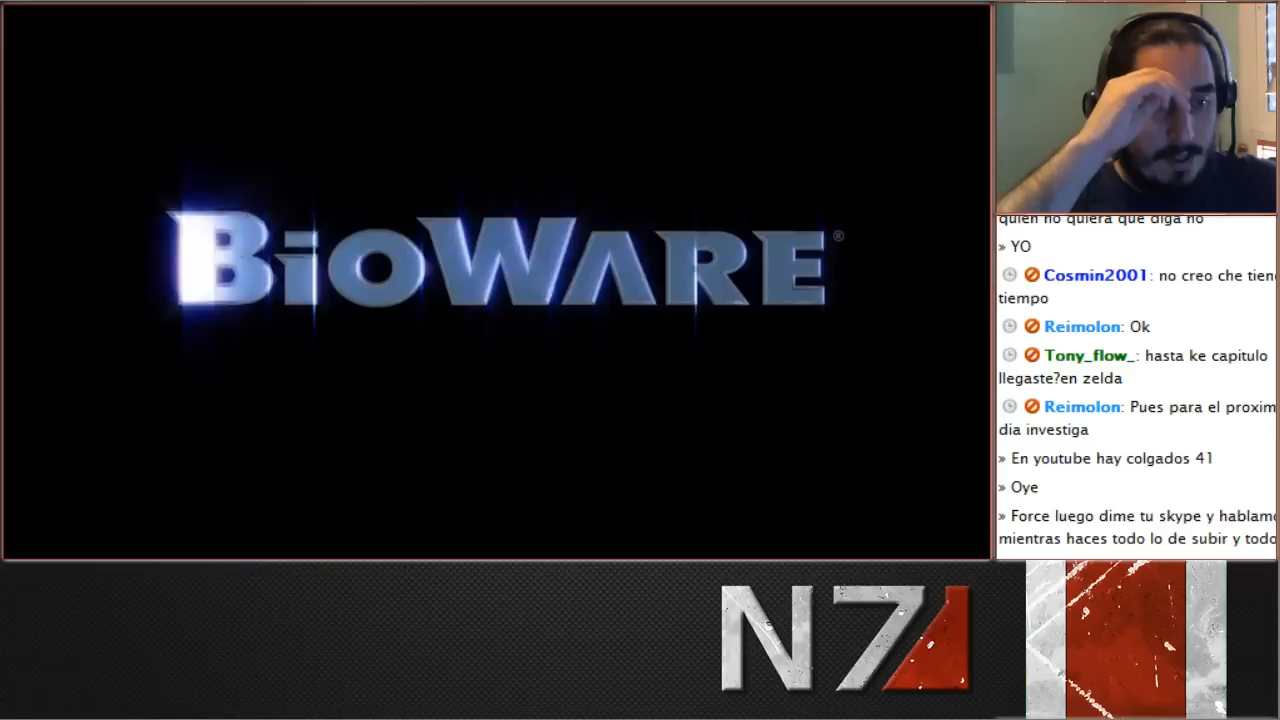 BIOWARE®
quien no quiera que diga no
» YO
Cosmin2001: no creo che tien
tiempo
Reimolon: Ok
Tony_flow_: hasta ke capitulo
llegaste?en zelda
Reimolon: Pues para el proxim
dia investiga
» En youtube hay colgados 41
» Oye
» Force luego dime tu skype y hablam
mientras haces todo lo de subir y todo
N7